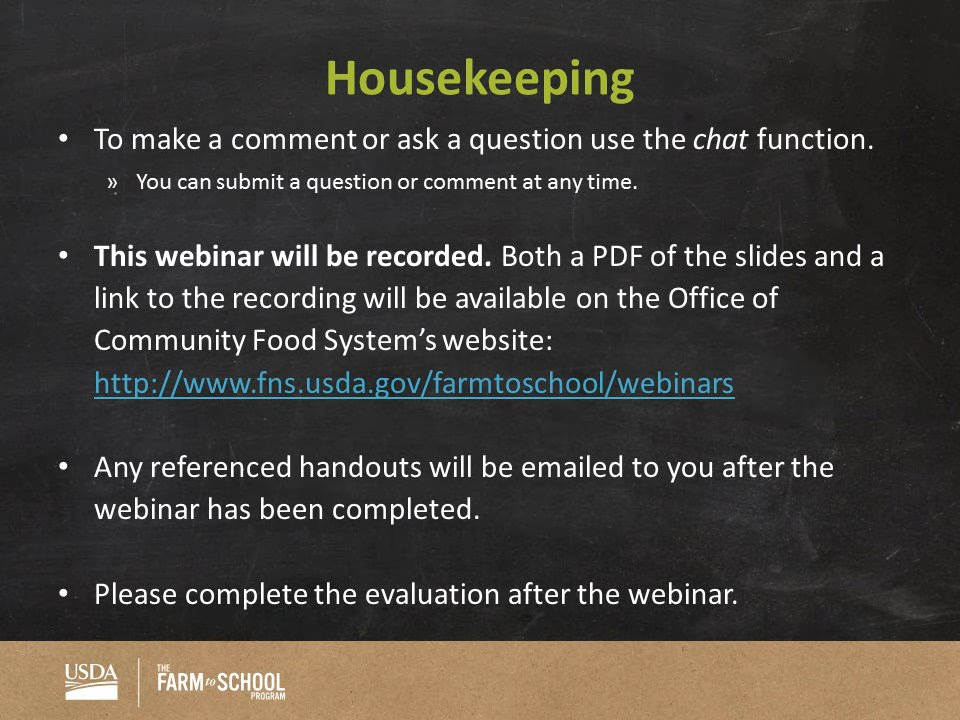 Housekeeping
• To make a comment or ask a question use the chat function.
» You can submit a question or comment at any time.
• This webinar will be recorded. Both a PDF of the slides and a
link to the recording will be available on the Office of
Community Food System’s website:
http://www.fns.usda.gov/farmtoschool/webinars
• Any referenced handouts will be emailed to you after the
webinar has been completed.
• Please complete the evaluation after the webinar.
USDA
THE
FARM to SCHOOL
PROGRAM